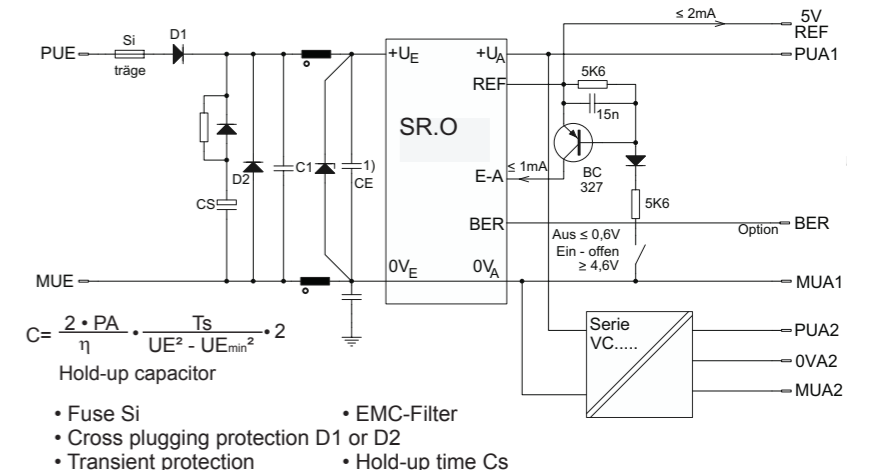 ≤ 2mA
5V
REF
PUE
Si
träge
D1
+UE
+UA
PUA1
REF
5K6
15n
SR.O
D2
C1
1)
CE
≤ 1mA
E-A
BC
327
CS
5K6
BER
Aus ≤ 0,6V
Ein - offen
≥ 4,6V
Option
BER
MUE
0VE
0VA
MUA1
C= 2 • PA / η • Ts / UE² - UEmin² • 2
Hold-up capacitor
Serie
VC.....
PUA2
0VA2
MUA2
• Fuse Si
• EMC-Filter
• Cross plugging protection D1 or D2
• Transient protection
• Hold-up time Cs